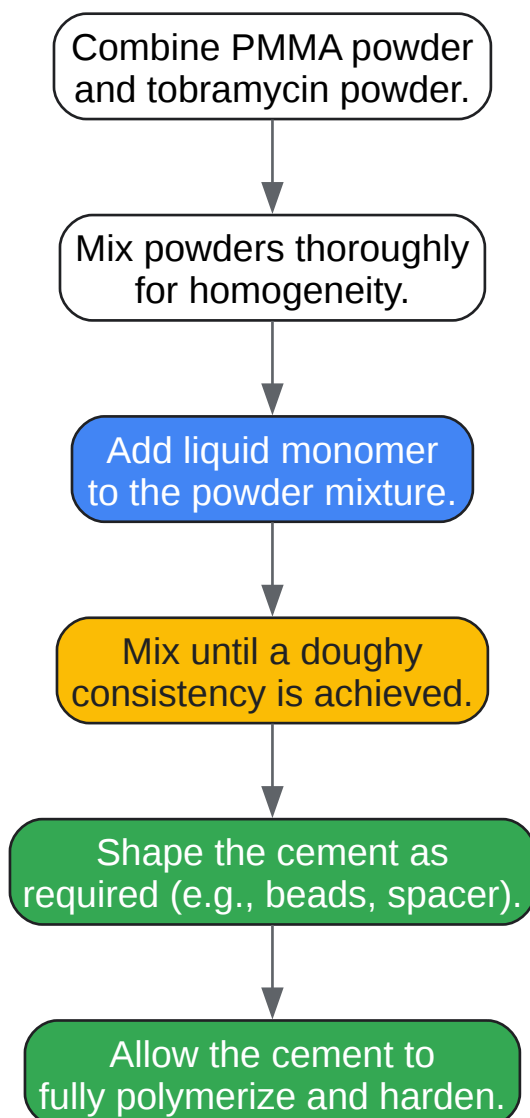 Combine PMMA powder
and tobramycin powder.
Mix powders thoroughly
for homogeneity.
Add liquid monomer
to the powder mixture.
Mix until a doughy
consistency is achieved.
Shape the cement as
required (e.g., beads, spacer).
Allow the cement to
fully polymerize and harden.